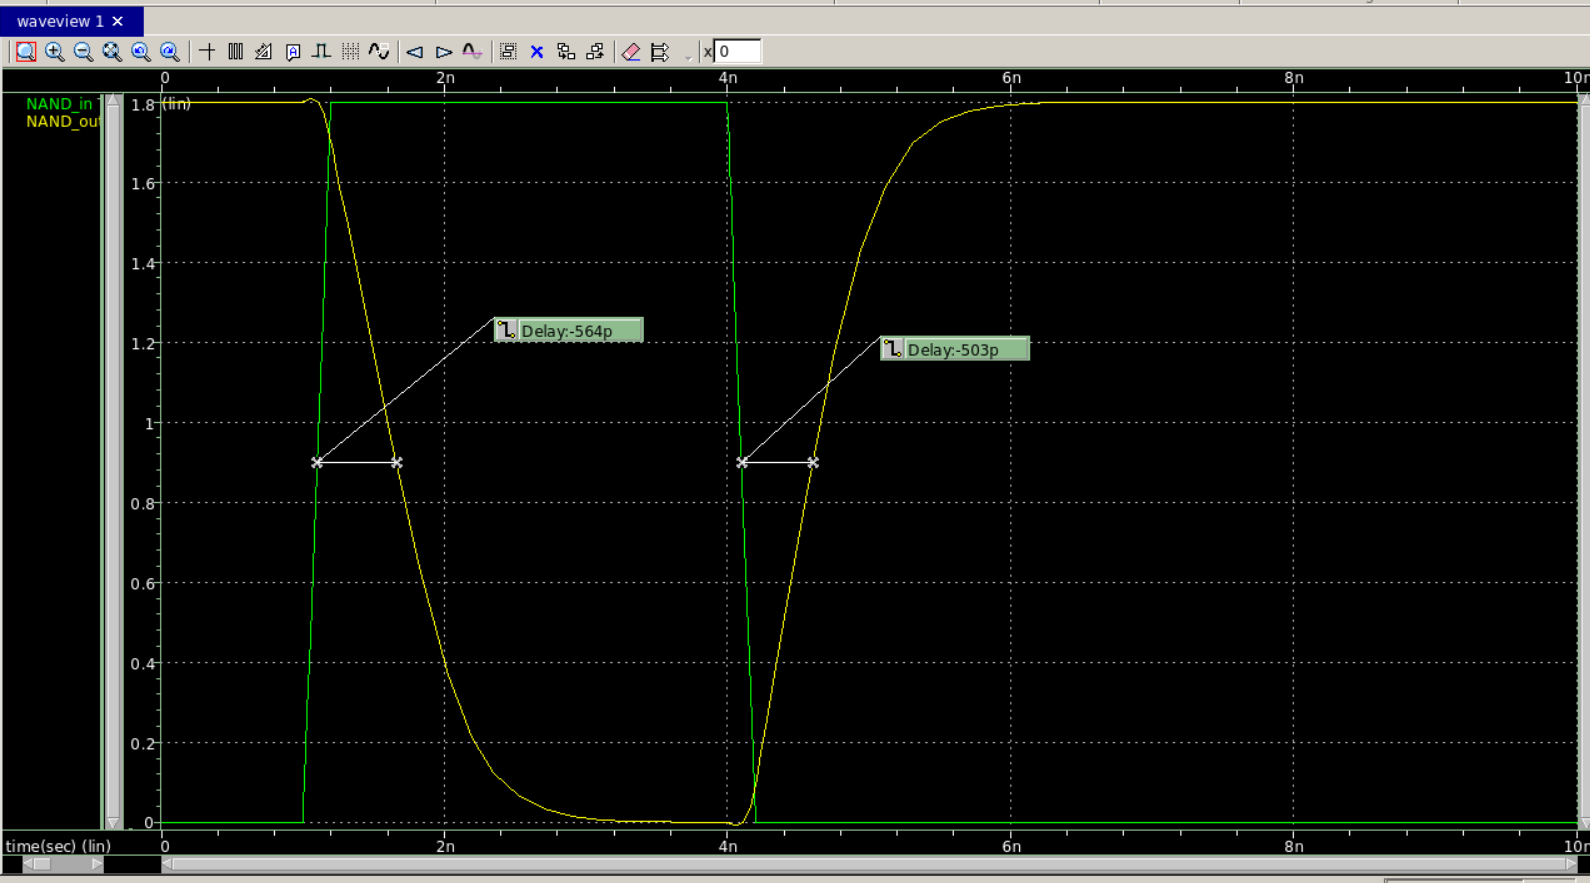 waveview 1
x 0
0 2n 4n 6n 8n 10n
NAND_in
NAND_out
(lin)
1.8
1.6
1.4
1.2
1
0.8
0.6
0.4
0.2
0
Delay:-564p
Delay:-503p
time(sec) (lin)
0 2n 4n 6n 8n 10n